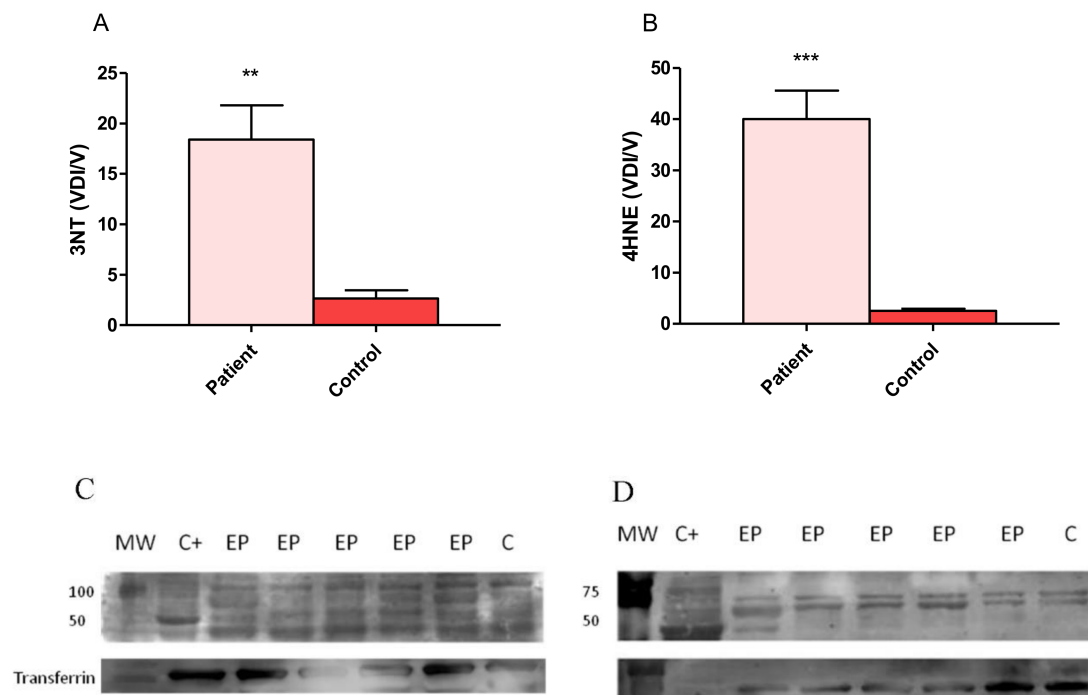 A
25
20
15
10
5
0
3NT (VDI/V)
**
Patient
Control
B
50
40
30
20
10
0
4HNE (VDI/V)
***
Patient
Control
C
MW C+ EP EP EP EP EP C
100
50
Transferrin
D
MW C+ EP EP EP EP EP C
75
50